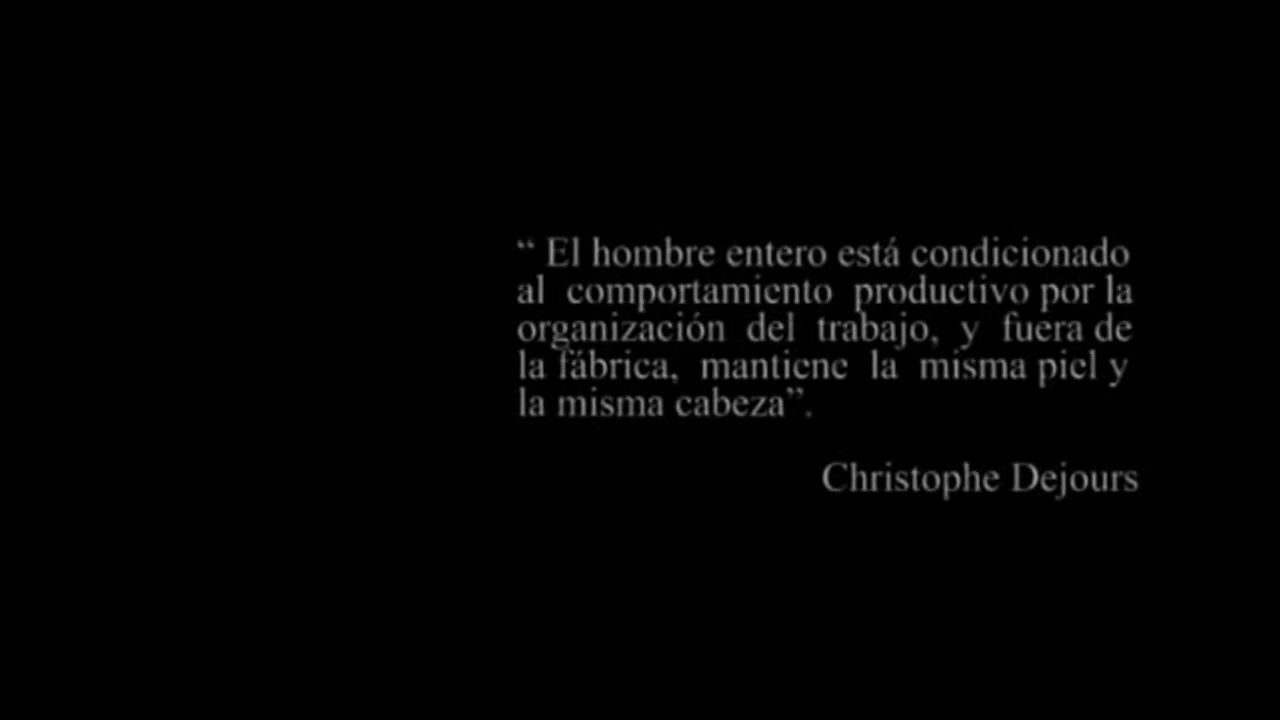 “ El hombre entero está condicionado
al comportamiento productivo por la
organización del trabajo, y fuera de
la fábrica, mantiene la misma piel y
la misma cabeza”.
Christophe Dejours